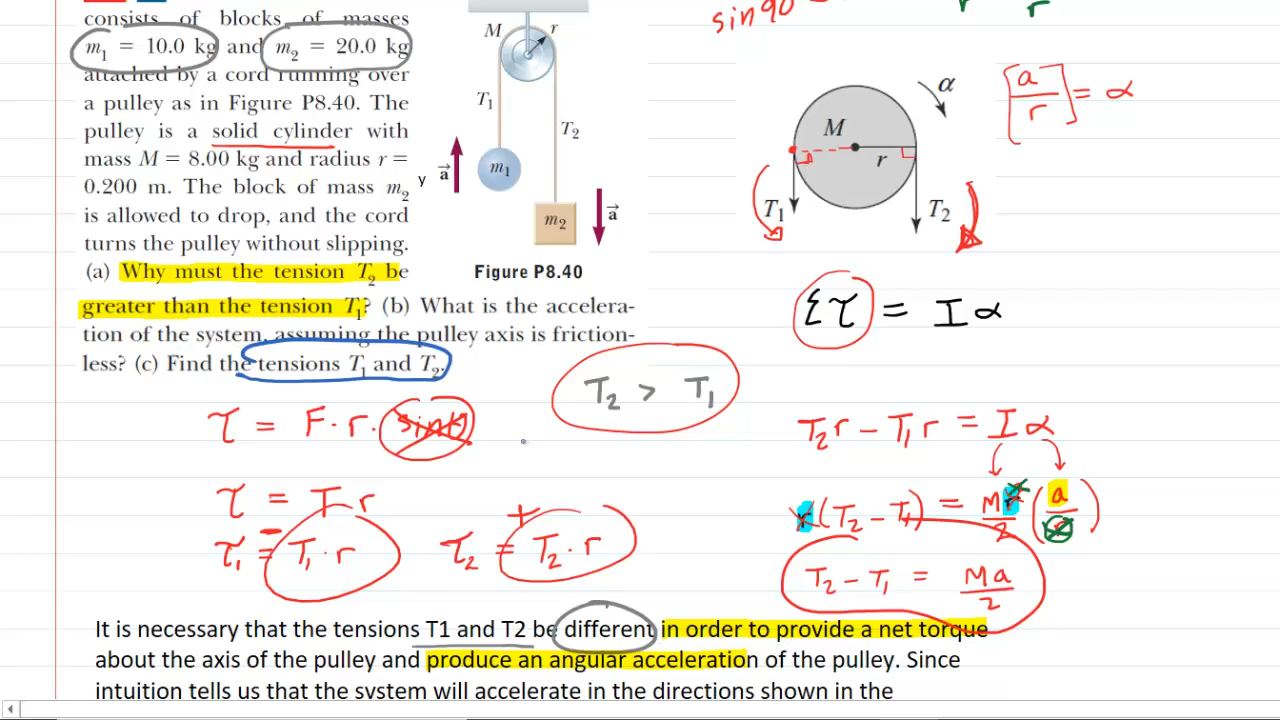 consists of blocks of masses
m₁ = 10.0 kg and m₂ = 20.0 kg
attached by a cord running over
a pulley as in Figure P8.40. The
pulley is a solid cylinder with
mass M = 8.00 kg and radius r =
0.200 m. The block of mass m₂
is allowed to drop, and the cord
turns the pulley without slipping.
(a) Why must the tension T₂ be
greater than the tension T₁? (b) What is the accelera-
tion of the system, assuming the pulley axis is friction-
less? (c) Find the tensions T₁ and T₂.
M
r
T₁
T₂
y
a⃗
m₁
m₂
a⃗
Figure P8.40
sin90
r r
α
M
r
T₁
T₂
[a/r] = α
Στ = Iα
T₂ > T₁
τ = F · r · sinθ
τ = T r
τ₁ = - T₁ · r
τ₂ = + T₂ · r
T₂r − T₁r = Iα
r(T₂ − T₁) = Mr²/2 (a/r)
T₂ − T₁ = Ma/2
It is necessary that the tensions T1 and T2 be different in order to provide a net torque
about the axis of the pulley and produce an angular acceleration of the pulley. Since
intuition tells us that the system will accelerate in the directions shown in the